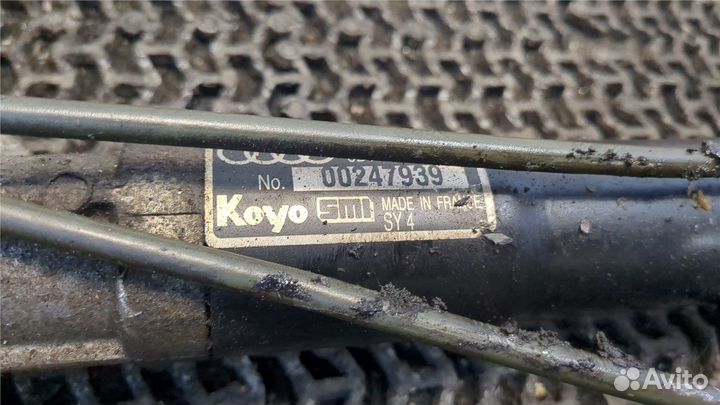 No. 00247939
Koyo SMI MADE IN FRANCE
SY 4
Avito